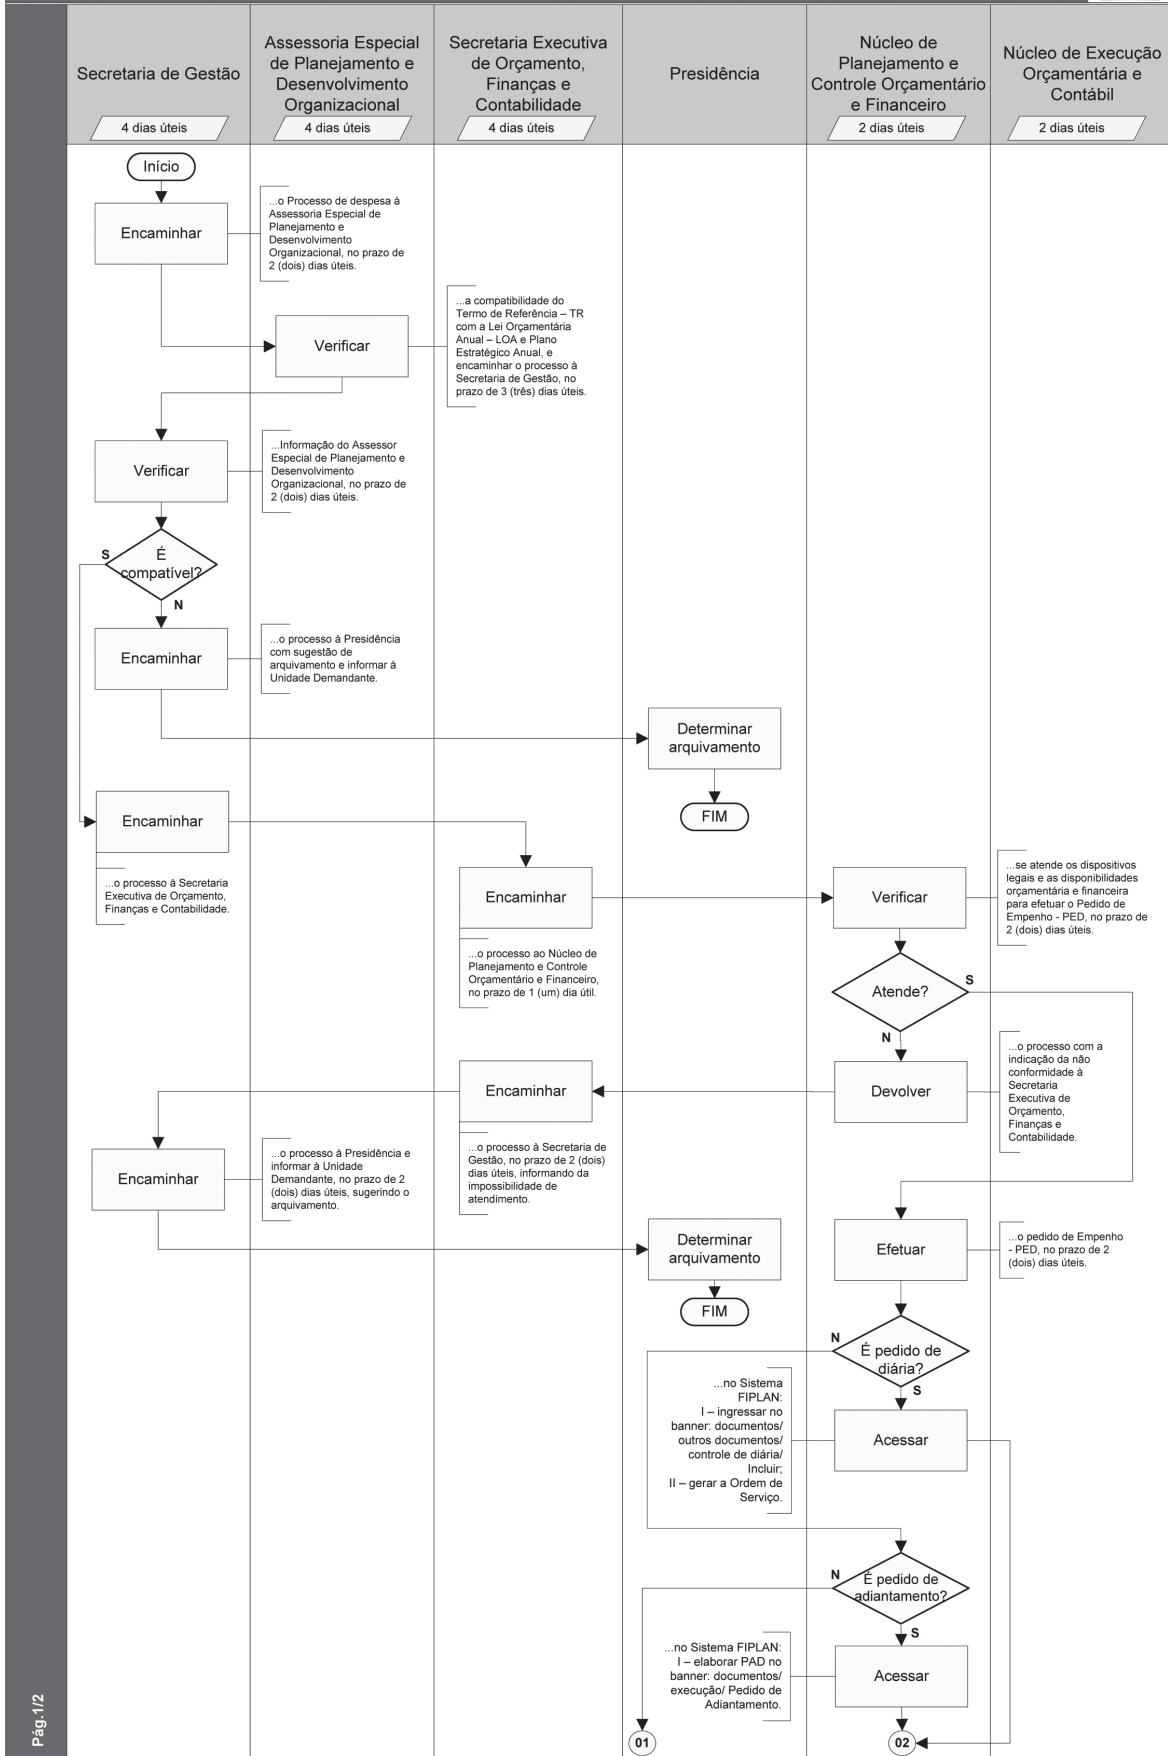 Secretaria de Gestão
4 dias úteis
Assessoria Especial
de Planejamento e
Desenvolvimento
Organizacional
4 dias úteis
Secretaria Executiva
de Orçamento,
Finanças e
Contabilidade
4 dias úteis
Presidência
Núcleo de
Planejamento e
Controle Orçamentário
e Financeiro
2 dias úteis
Núcleo de Execução
Orçamentária e
Contábil
2 dias úteis
Início
Encaminhar
...o Processo de despesa à
Assessoria Especial de
Planejamento e
Desenvolvimento
Organizacional, no prazo de
2 (dois) dias úteis.
Verificar
...a compatibilidade do
Termo de Referência – TR
com a Lei Orçamentária
Anual – LOA e Plano
Estratégico Anual, e
encaminhar o processo à
Secretaria de Gestão, no
prazo de 3 (três) dias úteis.
Verificar
...Informação do Assessor
Especial de Planejamento e
Desenvolvimento
Organizacional, no prazo de
2 (dois) dias úteis.
É
compatível?
S
N
Encaminhar
...o processo à Presidência
com sugestão de
arquivamento e informar à
Unidade Demandante.
Determinar
arquivamento
FIM
Encaminhar
...o processo à Secretaria
Executiva de Orçamento,
Finanças e Contabilidade.
Encaminhar
...o processo ao Núcleo de
Planejamento e Controle
Orçamentário e Financeiro,
no prazo de 1 (um) dia útil.
Verificar
...se atende os dispositivos
legais e as disponibilidades
orçamentária e financeira
para efetuar o Pedido de
Empenho - PED, no prazo de
2 (dois) dias úteis.
Atende?
S
N
Devolver
...o processo com a
indicação da não
conformidade à
Secretaria
Executiva de
Orçamento,
Finanças e
Contabilidade.
Encaminhar
...o processo à Secretaria de
Gestão, no prazo de 2 (dois)
dias úteis, informando da
impossibilidade de
atendimento.
Encaminhar
...o processo à Presidência e
informar à Unidade
Demandante, no prazo de 2
(dois) dias úteis, sugerindo o
arquivamento.
Determinar
arquivamento
FIM
Efetuar
...o pedido de Empenho
- PED, no prazo de 2
(dois) dias úteis.
É pedido de
diária?
N
S
Acessar
...no Sistema
FIPLAN:
I – ingressar no
banner: documentos/
outros documentos/
controle de diária/
Incluir;
II – gerar a Ordem de
Serviço.
É pedido de
adiantamento?
N
S
Acessar
...no Sistema FIPLAN:
I – elaborar PAD no
banner: documentos/
execução/ Pedido de
Adiantamento.
01
02
Pág.1/2